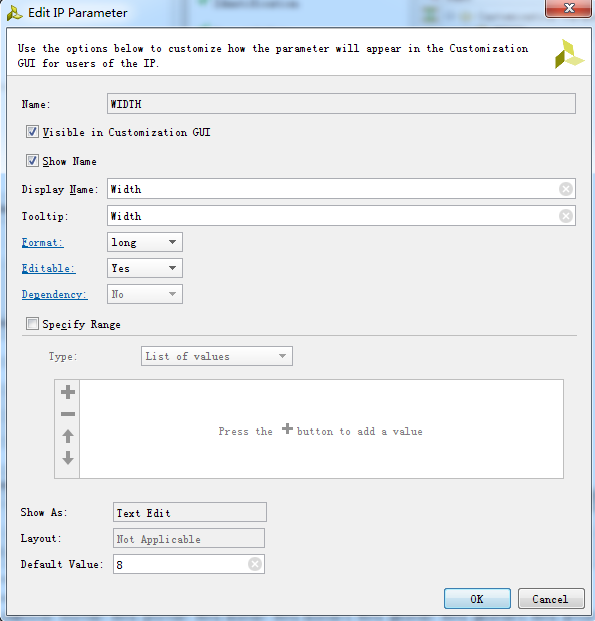 Edit IP Parameter
Use the options below to customize how the parameter will appear in the Customization
GUI for users of the IP.
Name: WIDTH
Visible in Customization GUI
Show Name
Display Name: Width
Tooltip: Width
Format: long
Editable: Yes
Dependency: No
Specify Range
Type: List of values
Press the + button to add a value
Show As: Text Edit
Layout: Not Applicable
Default Value: 8
OK Cancel